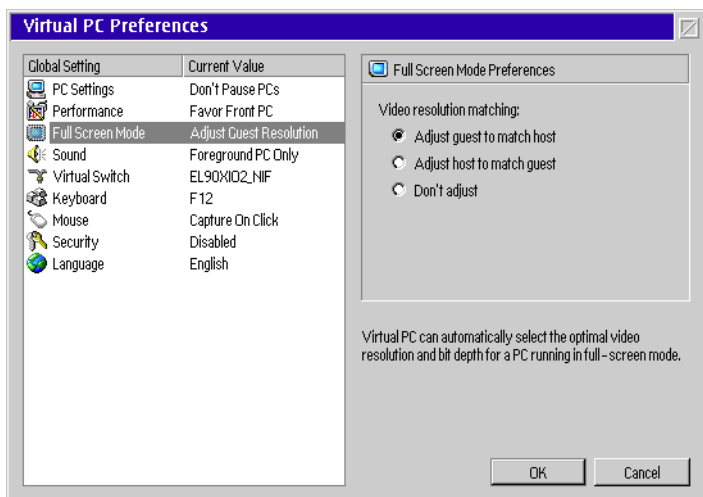 Virtual PC Preferences
Global Setting Current Value
PC Settings Don't Pause PCs
Performance Favor Front PC
Full Screen Mode Adjust Guest Resolution
Sound Foreground PC Only
Virtual Switch EL90XIO2_NIF
Keyboard F12
Mouse Capture On Click
Security Disabled
Language English
Full Screen Mode Preferences
Video resolution matching:
Adjust guest to match host
Adjust host to match guest
Don't adjust
Virtual PC can automatically select the optimal video
resolution and bit depth for a PC running in full-screen mode.
OK Cancel